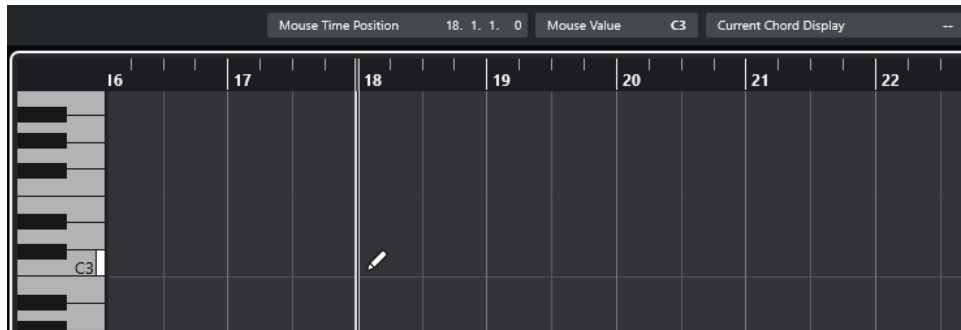 Mouse Time Position 18. 1. 1. 0 Mouse Value C3 Current Chord Display --
16 17 18 19 20 21 22
C3